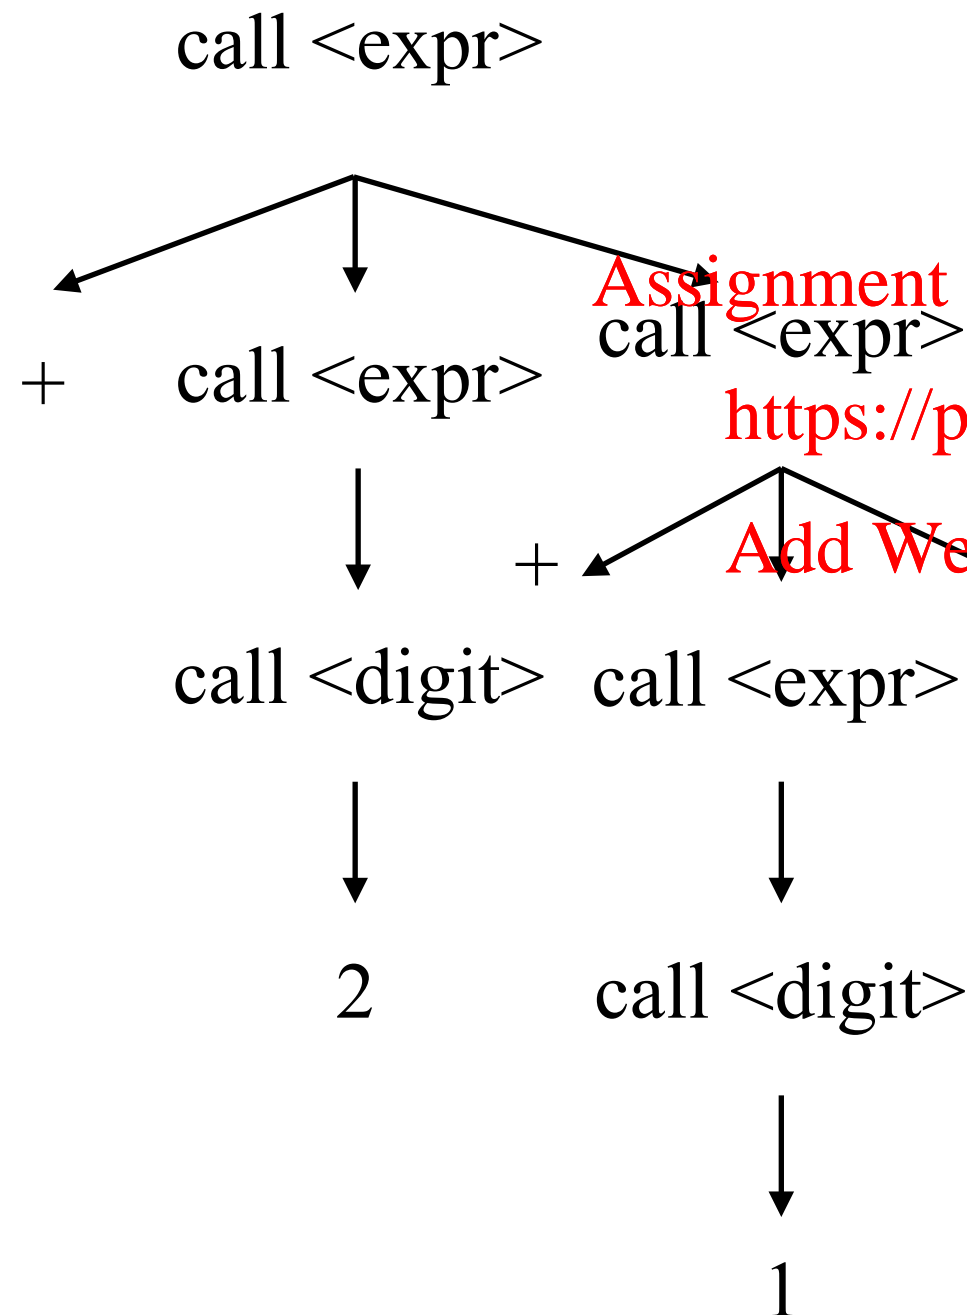 call <expr>
Assignment
call <expr>
+ call <expr>
https://p
+
Add We
call <digit> call <expr>
2 call <digit>
1